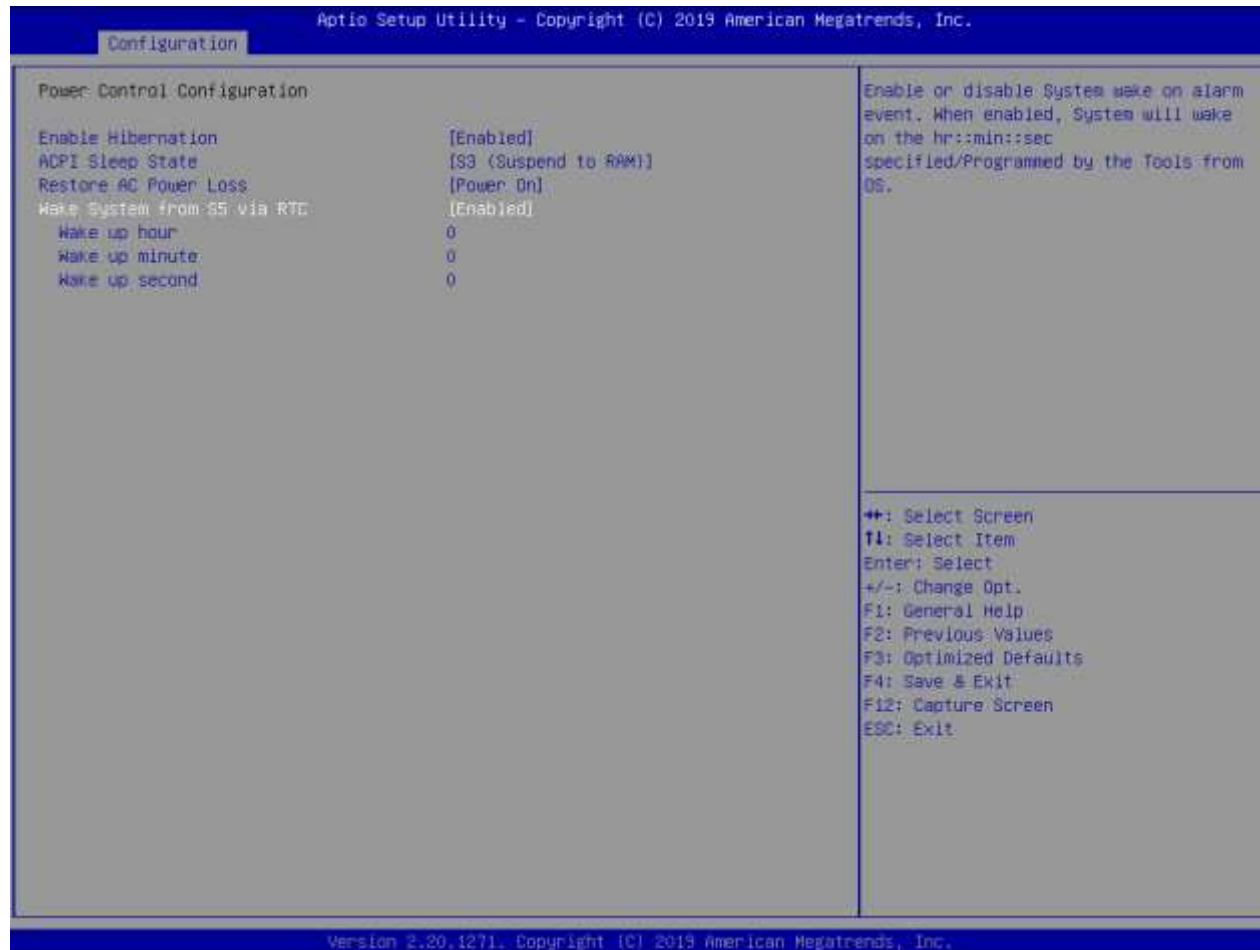 Aptio Setup Utility – Copyright (C) 2019 American Megatrends, Inc.
Configuration
Power Control Configuration
Enable Hibernation [Enabled]
ACPI Sleep State [S3 (Suspend to RAM)]
Restore AC Power Loss [Power On]
Wake System from S5 via RTC [Enabled]
Wake up hour 0
Wake up minute 0
Wake up second 0
Enable or disable System wake on alarm
event. When enabled, System will wake
on the hr::min::sec
specified/Programmed by the Tools from
OS.
→←: Select Screen
↑↓: Select Item
Enter: Select
+/-: Change Opt.
F1: General Help
F2: Previous Values
F3: Optimized Defaults
F4: Save & Exit
F12: Capture Screen
ESC: Exit
Version 2.20.1271. Copyright (C) 2019 American Megatrends, Inc.